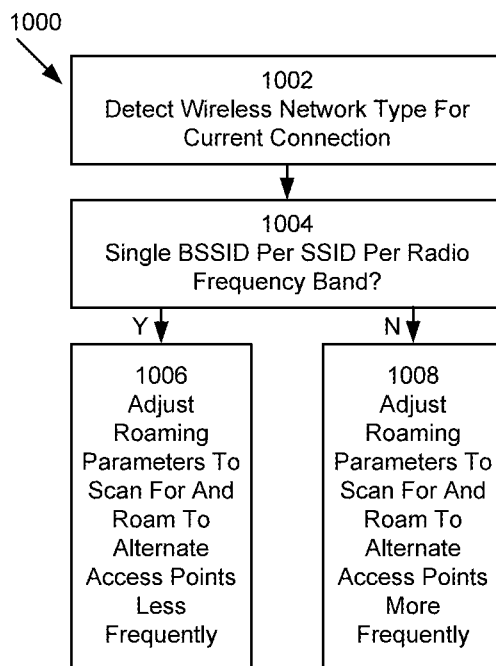 1000
1002
Detect Wireless Network Type For
Current Connection
1004
Single BSSID Per SSID Per Radio
Frequency Band?
Y
N
1006
Adjust
Roaming
Parameters To
Scan For And
Roam To
Alternate
Access Points
Less
Frequently
1008
Adjust
Roaming
Parameters To
Scan For And
Roam To
Alternate
Access Points
More
Frequently